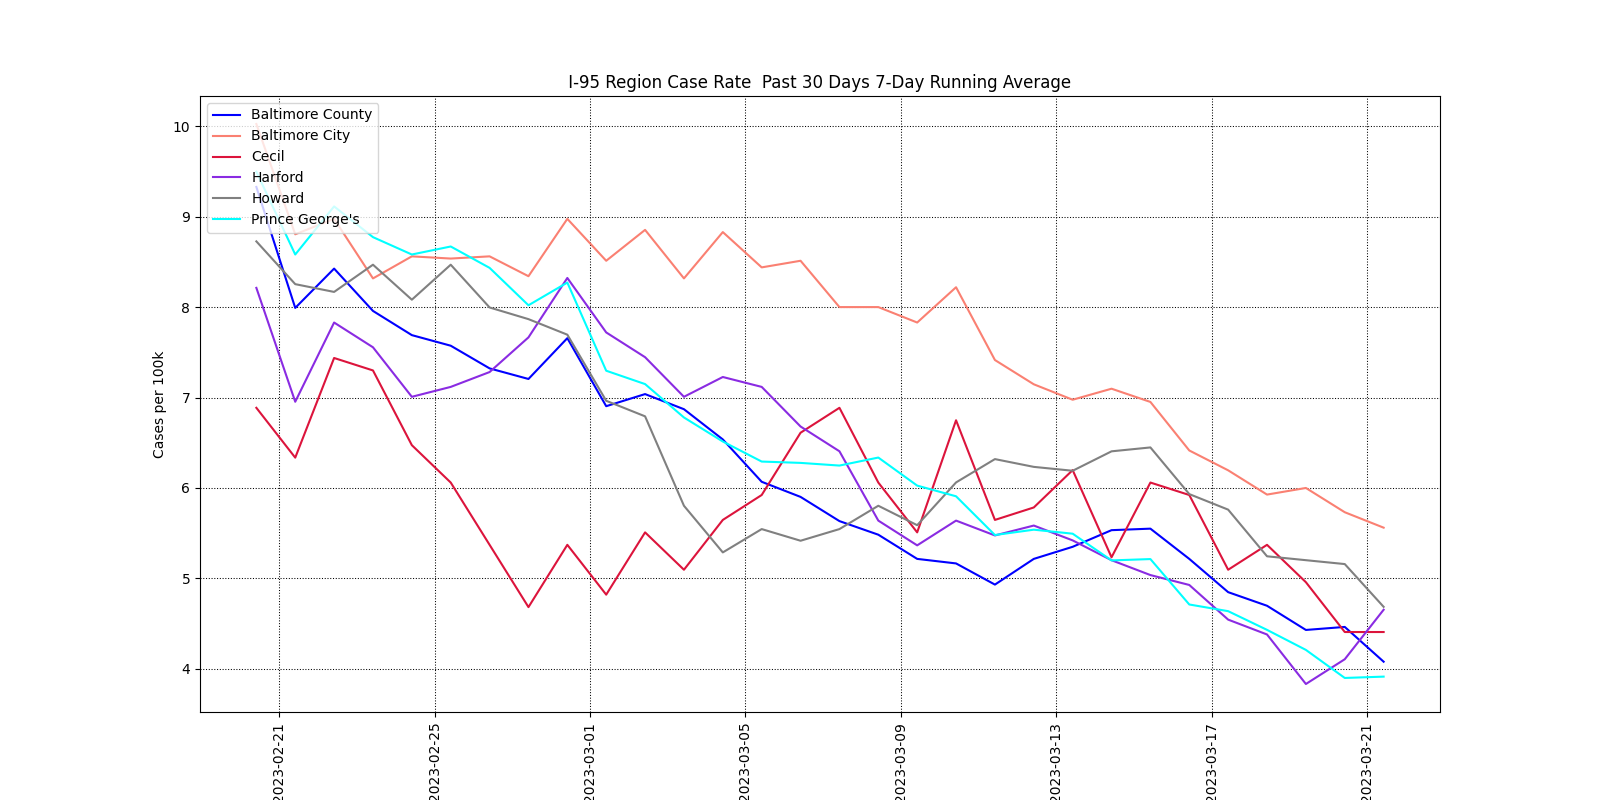 I-95 Region Case Rate  Past 30 Days 7-Day Running Average
Baltimore County
Baltimore City
Cecil
Harford
Howard
Prince George's
Cases per 100k
10
9
8
7
6
5
4
2023-02-21
2023-02-25
2023-03-01
2023-03-05
2023-03-09
2023-03-13
2023-03-17
2023-03-21